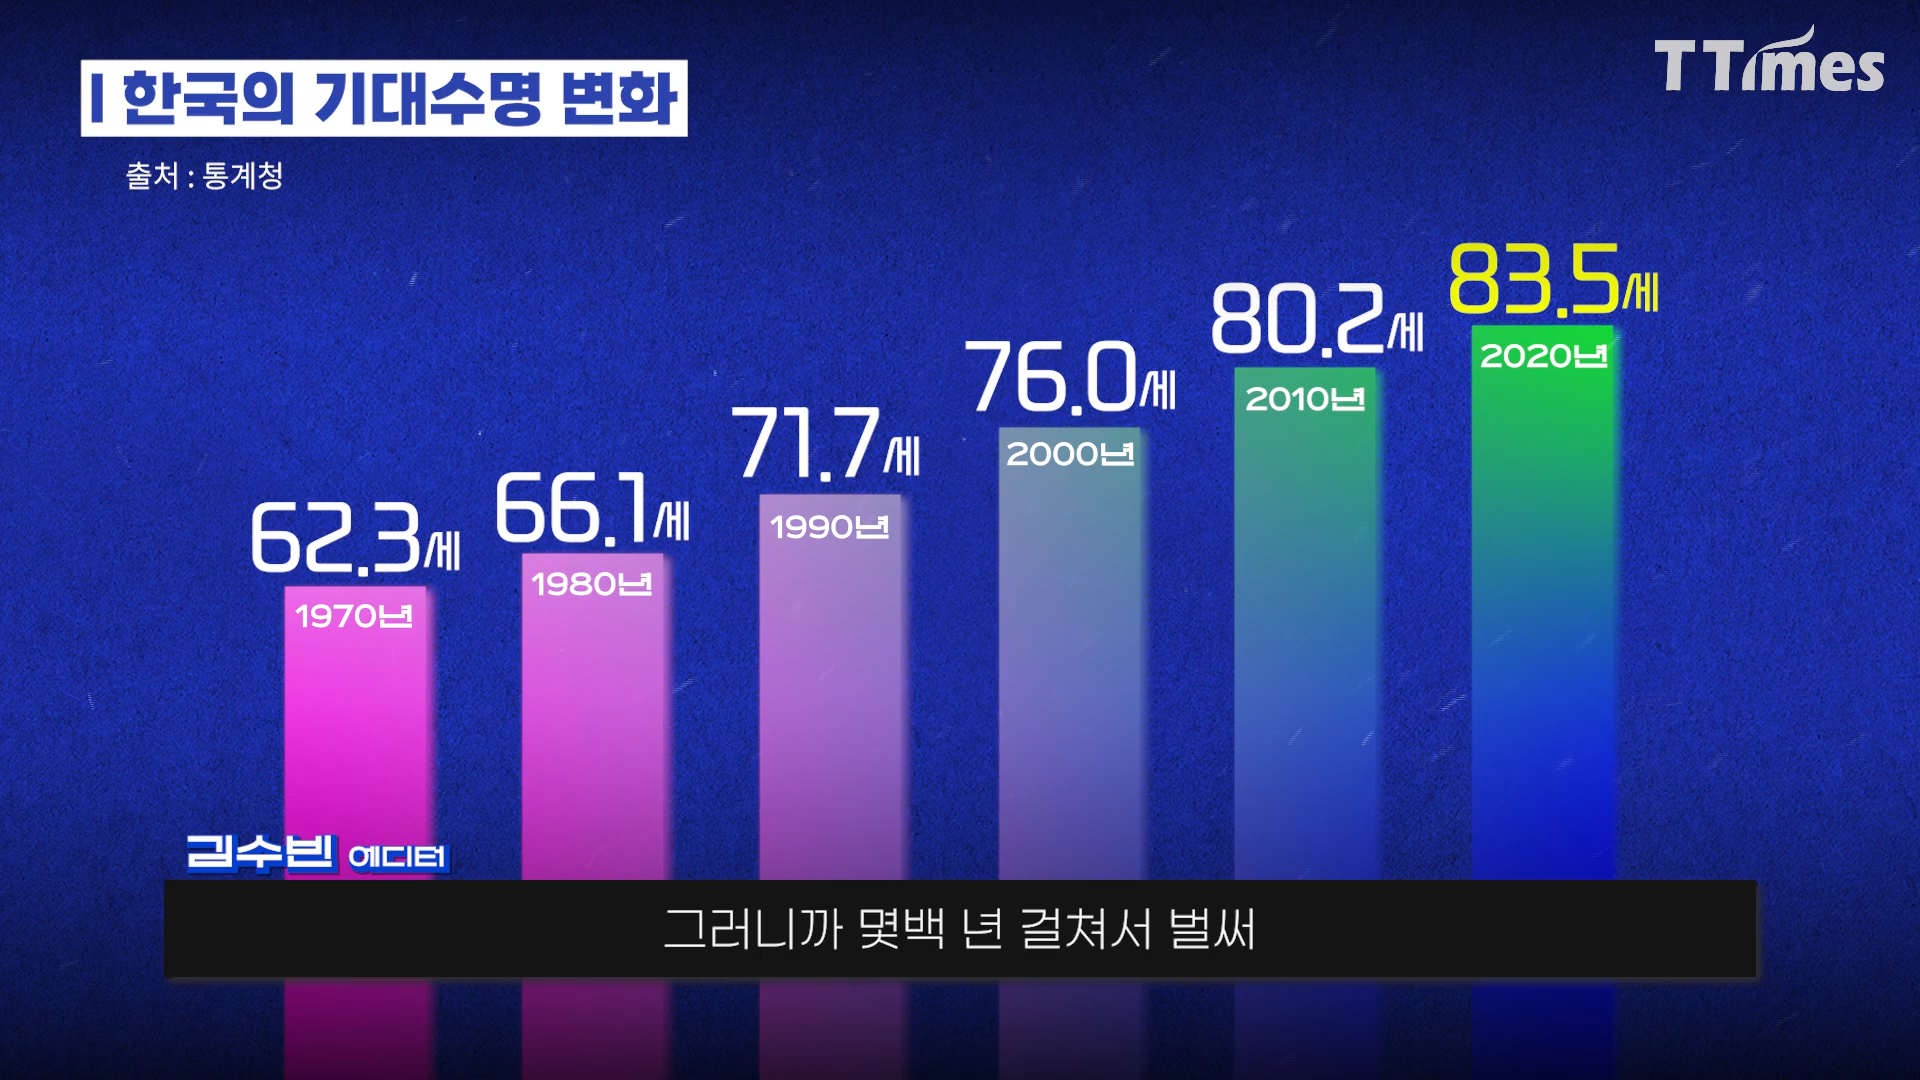 한국의 기대수명 변화
TTimes
출처 : 통계청
83.5세
80.2세
2020년
76.0세
2010년
71.7세
2000년
66.1세
1990년
62.3세
1980년
1970년
김수빈 에디터
그러니까 몇백 년 걸쳐서 벌써